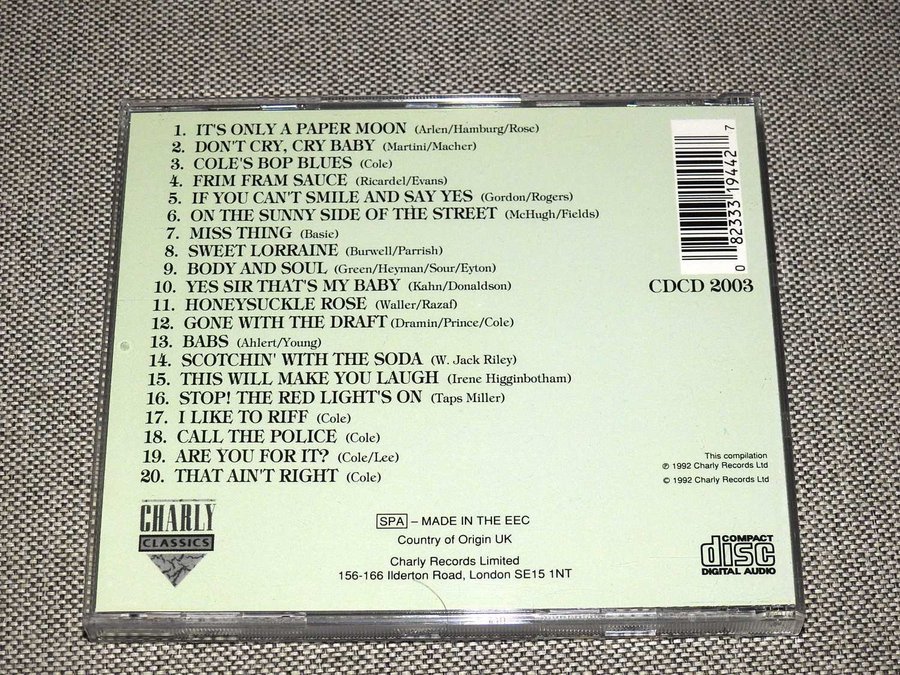 1. IT'S ONLY A PAPER MOON (Arlen/Hamburg/Rose)
2. DON'T CRY, CRY BABY (Martini/Macher)
3. COLE'S BOP BLUES (Cole)
4. FRIM FRAM SAUCE (Ricardel/Evans)
5. IF YOU CAN'T SMILE AND SAY YES (Gordon/Rogers)
6. ON THE SUNNY SIDE OF THE STREET (McHugh/Fields)
7. MISS THING (Basie)
8. SWEET LORRAINE (Burwell/Parrish)
9. BODY AND SOUL (Green/Heyman/Sour/Eyton)
10. YES SIR THAT'S MY BABY (Kahn/Donaldson)
11. HONEYSUCKLE ROSE (Waller/Razaf)
12. GONE WITH THE DRAFT (Dramin/Prince/Cole)
13. BABS (Ahlert/Young)
14. SCOTCHIN' WITH THE SODA (W. Jack Riley)
15. THIS WILL MAKE YOU LAUGH (Irene Higginbotham)
16. STOP! THE RED LIGHT'S ON (Taps Miller)
17. I LIKE TO RIFF (Cole)
18. CALL THE POLICE (Cole)
19. ARE YOU FOR IT? (Cole/Lee)
20. THAT AIN'T RIGHT (Cole)
0 82333 19442 7
CDCD 2003
This compilation
℗ 1992 Charly Records Ltd
© 1992 Charly Records Ltd
CHARLY
CLASSICS
SPA – MADE IN THE EEC
Country of Origin UK
Charly Records Limited
156-166 Ilderton Road, London SE15 1NT
COMPACT
disc
DIGITAL AUDIO